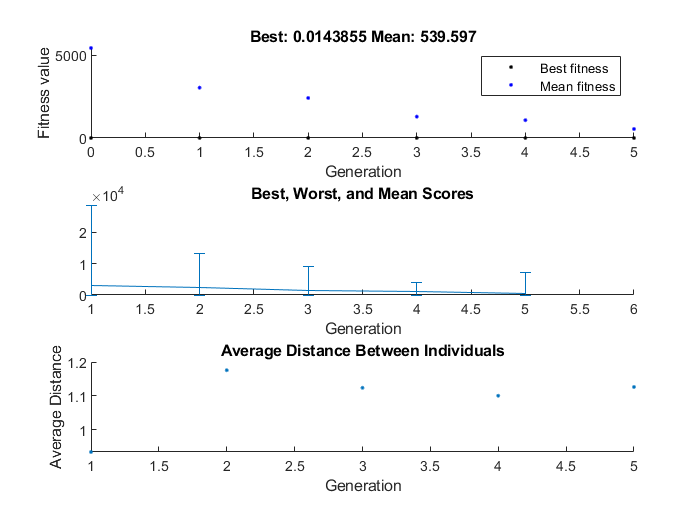 Best: 0.0143855 Mean: 539.597
Fitness value
5000
0
Best fitness
Mean fitness
0 0.5 1 1.5 2 2.5 3 3.5 4 4.5 5
Generation
×10^4
Best, Worst, and Mean Scores
2
1
0
1 1.5 2 2.5 3 3.5 4 4.5 5 5.5 6
Generation
Average Distance Between Individuals
Average Distance
1.2
1.1
1
1 1.5 2 2.5 3 3.5 4 4.5 5
Generation